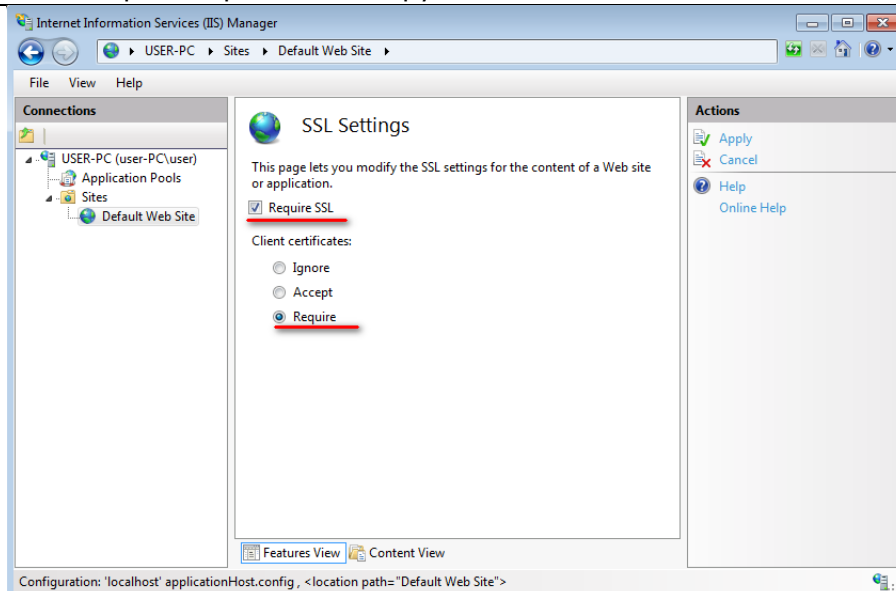 Internet Information Services (IIS) Manager
USER-PC Sites Default Web Site
File View Help
Connections
USER-PC (user-PC\user)
Application Pools
Sites
Default Web Site
SSL Settings
This page lets you modify the SSL settings for the content of a Web site
or application.
Require SSL
Client certificates:
Ignore
Accept
Require
Features View Content View
Actions
Apply
Cancel
Help
Online Help
Configuration: 'localhost' applicationHost.config , <location path="Default Web Site">